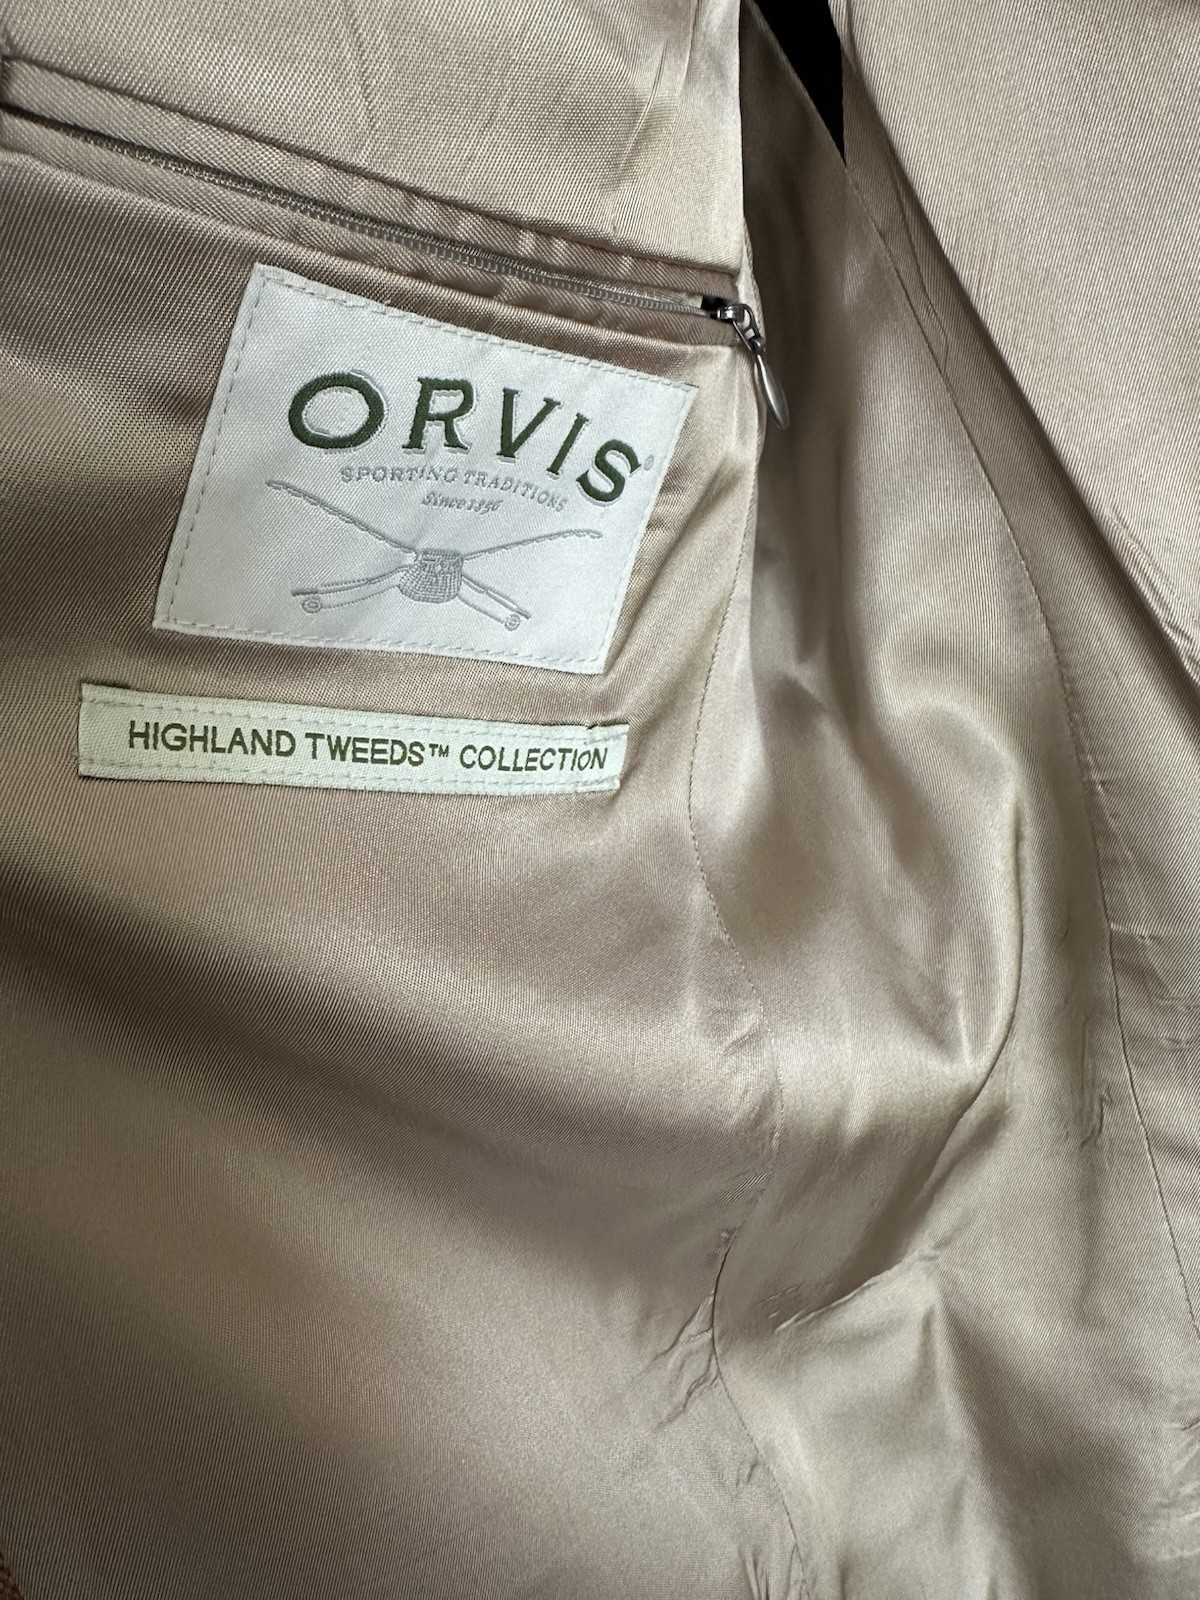 ORVIS®
SPORTING TRADITIONS
Since 1856
HIGHLAND TWEEDS™ COLLECTION